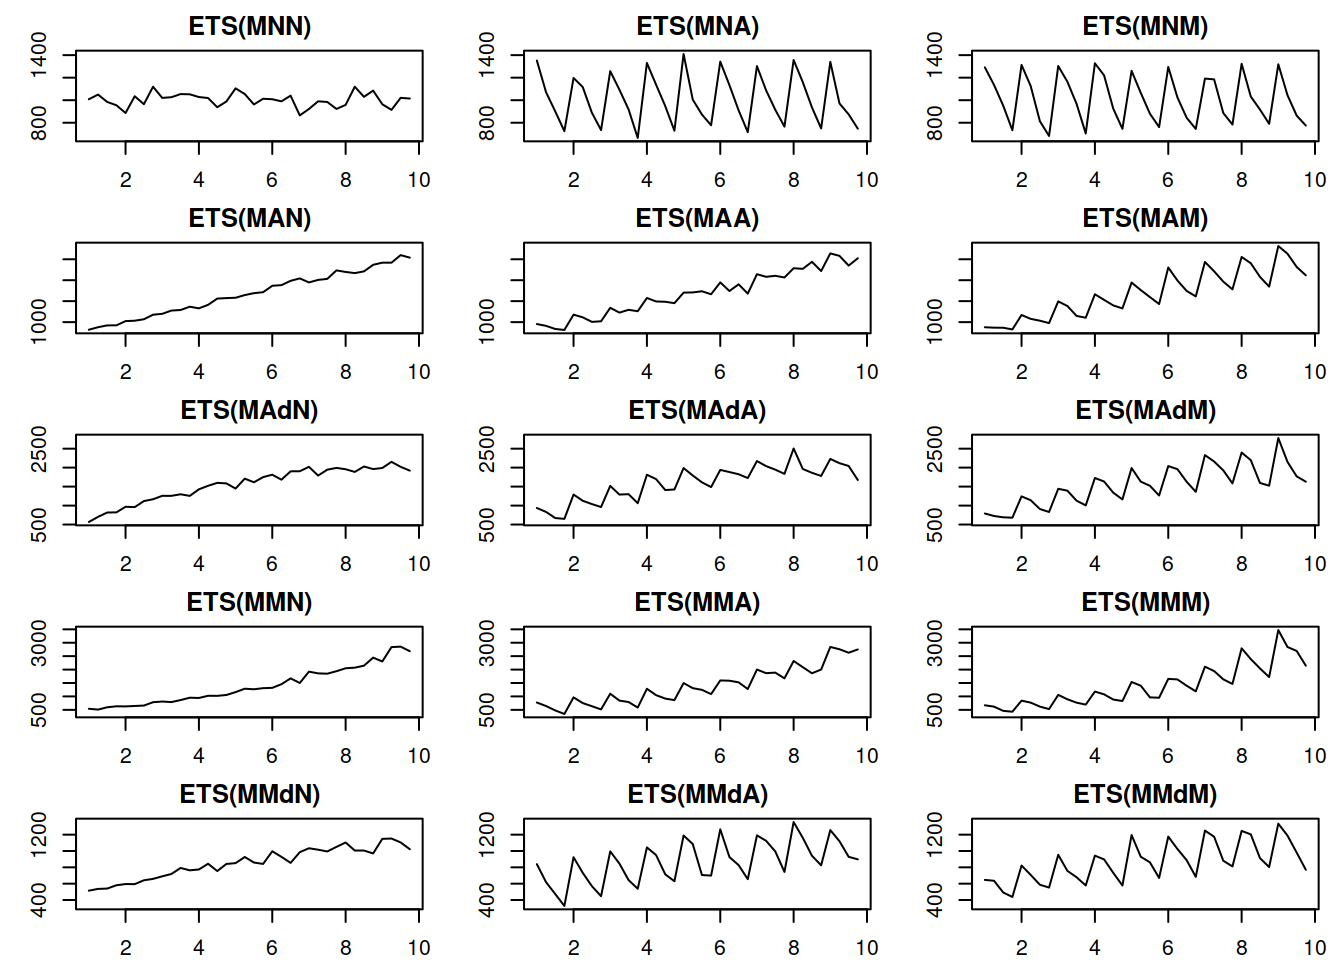 ETS(MNN) ETS(MNA) ETS(MNM)
1400 1400 1400
800 800 800
2 4 6 8 10 2 4 6 8 10 2 4 6 8 10
ETS(MAN) ETS(MAA) ETS(MAM)
1000 1000 1000
2 4 6 8 10 2 4 6 8 10 2 4 6 8 10
ETS(MAdN) ETS(MAdA) ETS(MAdM)
2500 2500 2500
500 500 500
2 4 6 8 10 2 4 6 8 10 2 4 6 8 10
ETS(MMN) ETS(MMA) ETS(MMM)
3000 3000 3000
500 500 500
2 4 6 8 10 2 4 6 8 10 2 4 6 8 10
ETS(MMdN) ETS(MMdA) ETS(MMdM)
1200 1200 1200
400 400 400
2 4 6 8 10 2 4 6 8 10 2 4 6 8 10